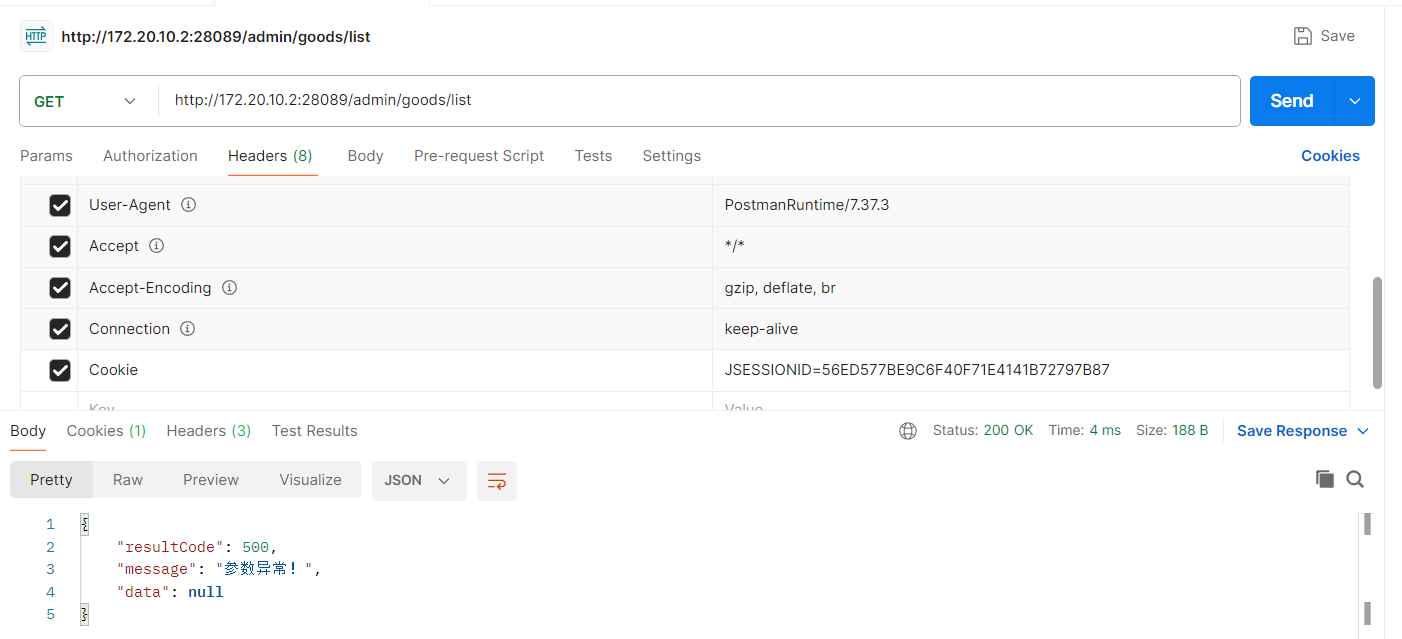 HTTP http://172.20.10.2:28089/admin/goods/list Save
GET http://172.20.10.2:28089/admin/goods/list Send
Params Authorization Headers (8) Body Pre-request Script Tests Settings Cookies
User-Agent PostmanRuntime/7.37.3
Accept */*
Accept-Encoding gzip, deflate, br
Connection keep-alive
Cookie JSESSIONID=56ED577BE9C6F40F71E4141B72797B87
Key Value
Body Cookies (1) Headers (3) Test Results Status: 200 OK Time: 4 ms Size: 188 B Save Response
Pretty Raw Preview Visualize JSON
1 {
2 "resultCode": 500,
3 "message": "参数异常！",
4 "data": null
5 }